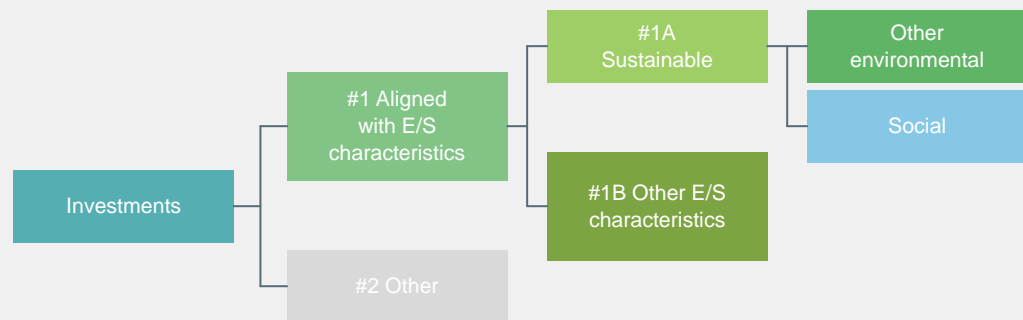 Investments
#1 Aligned
with E/S
characteristics
#2 Other
#1A
Sustainable
#1B Other E/S
characteristics
Other
environmental
Social